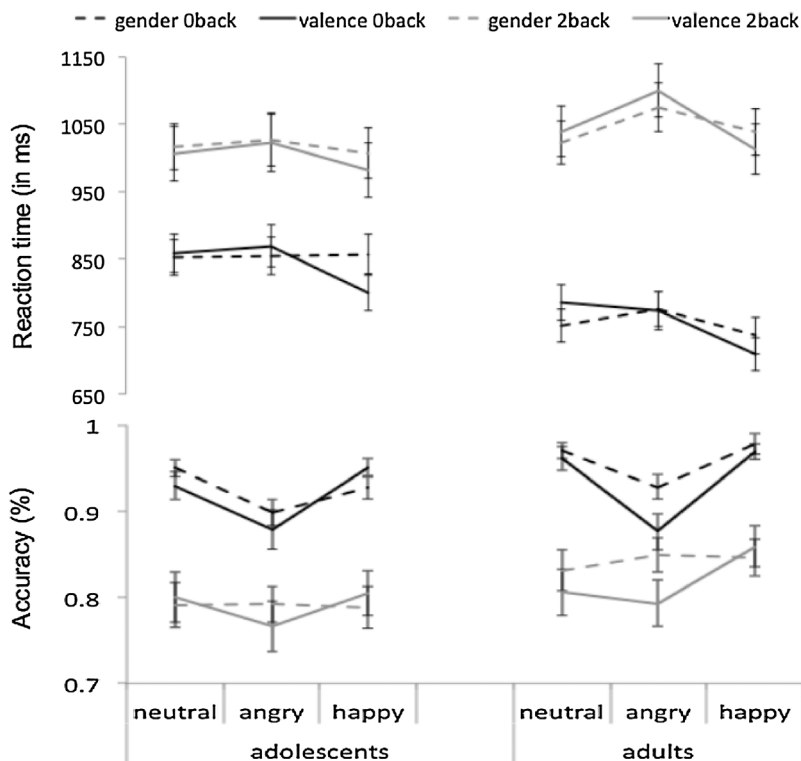 gender 0back valence 0back gender 2back valence 2back
Reaction time (in ms)
1150
1050
950
850
750
650
Accuracy (%)
1
0.9
0.8
0.7
neutral angry happy neutral angry happy
adolescents adults